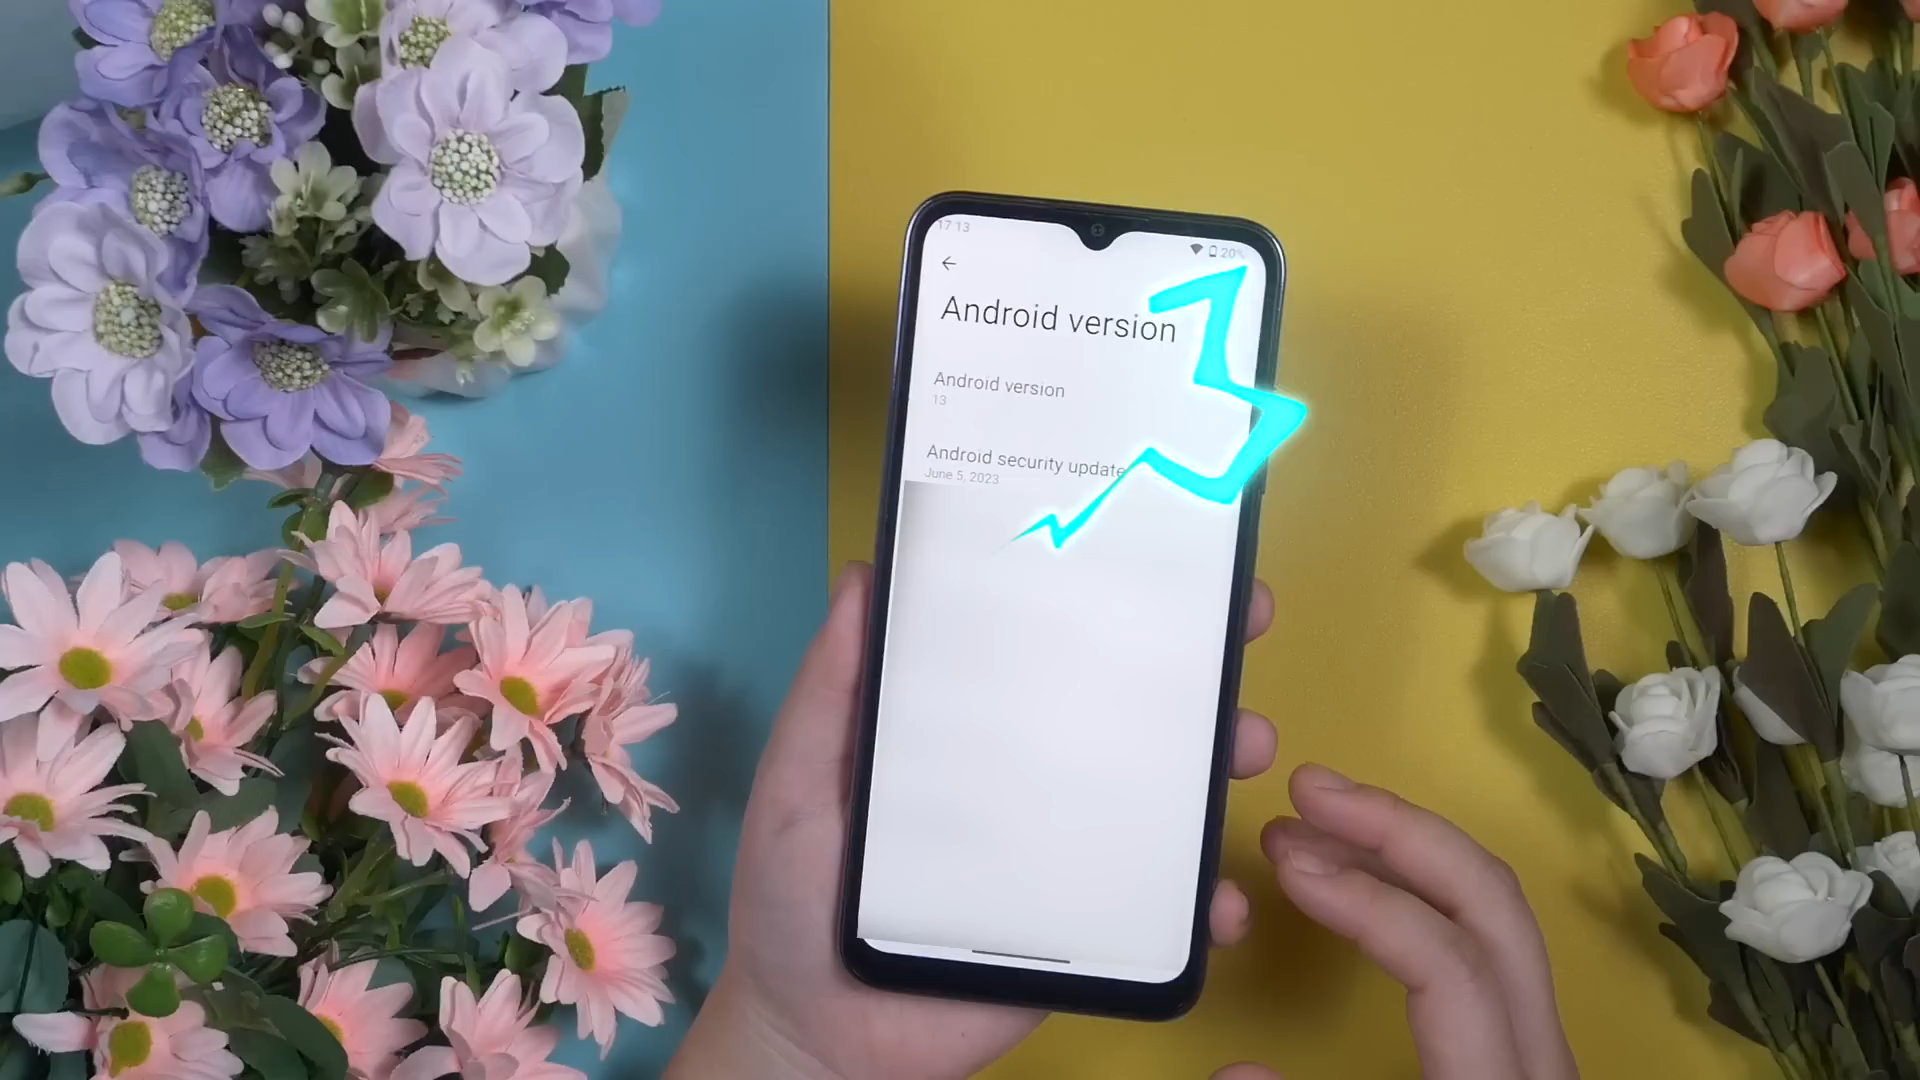 17:13
20%
Android version
Android version
13
Android security update
June 5, 2023